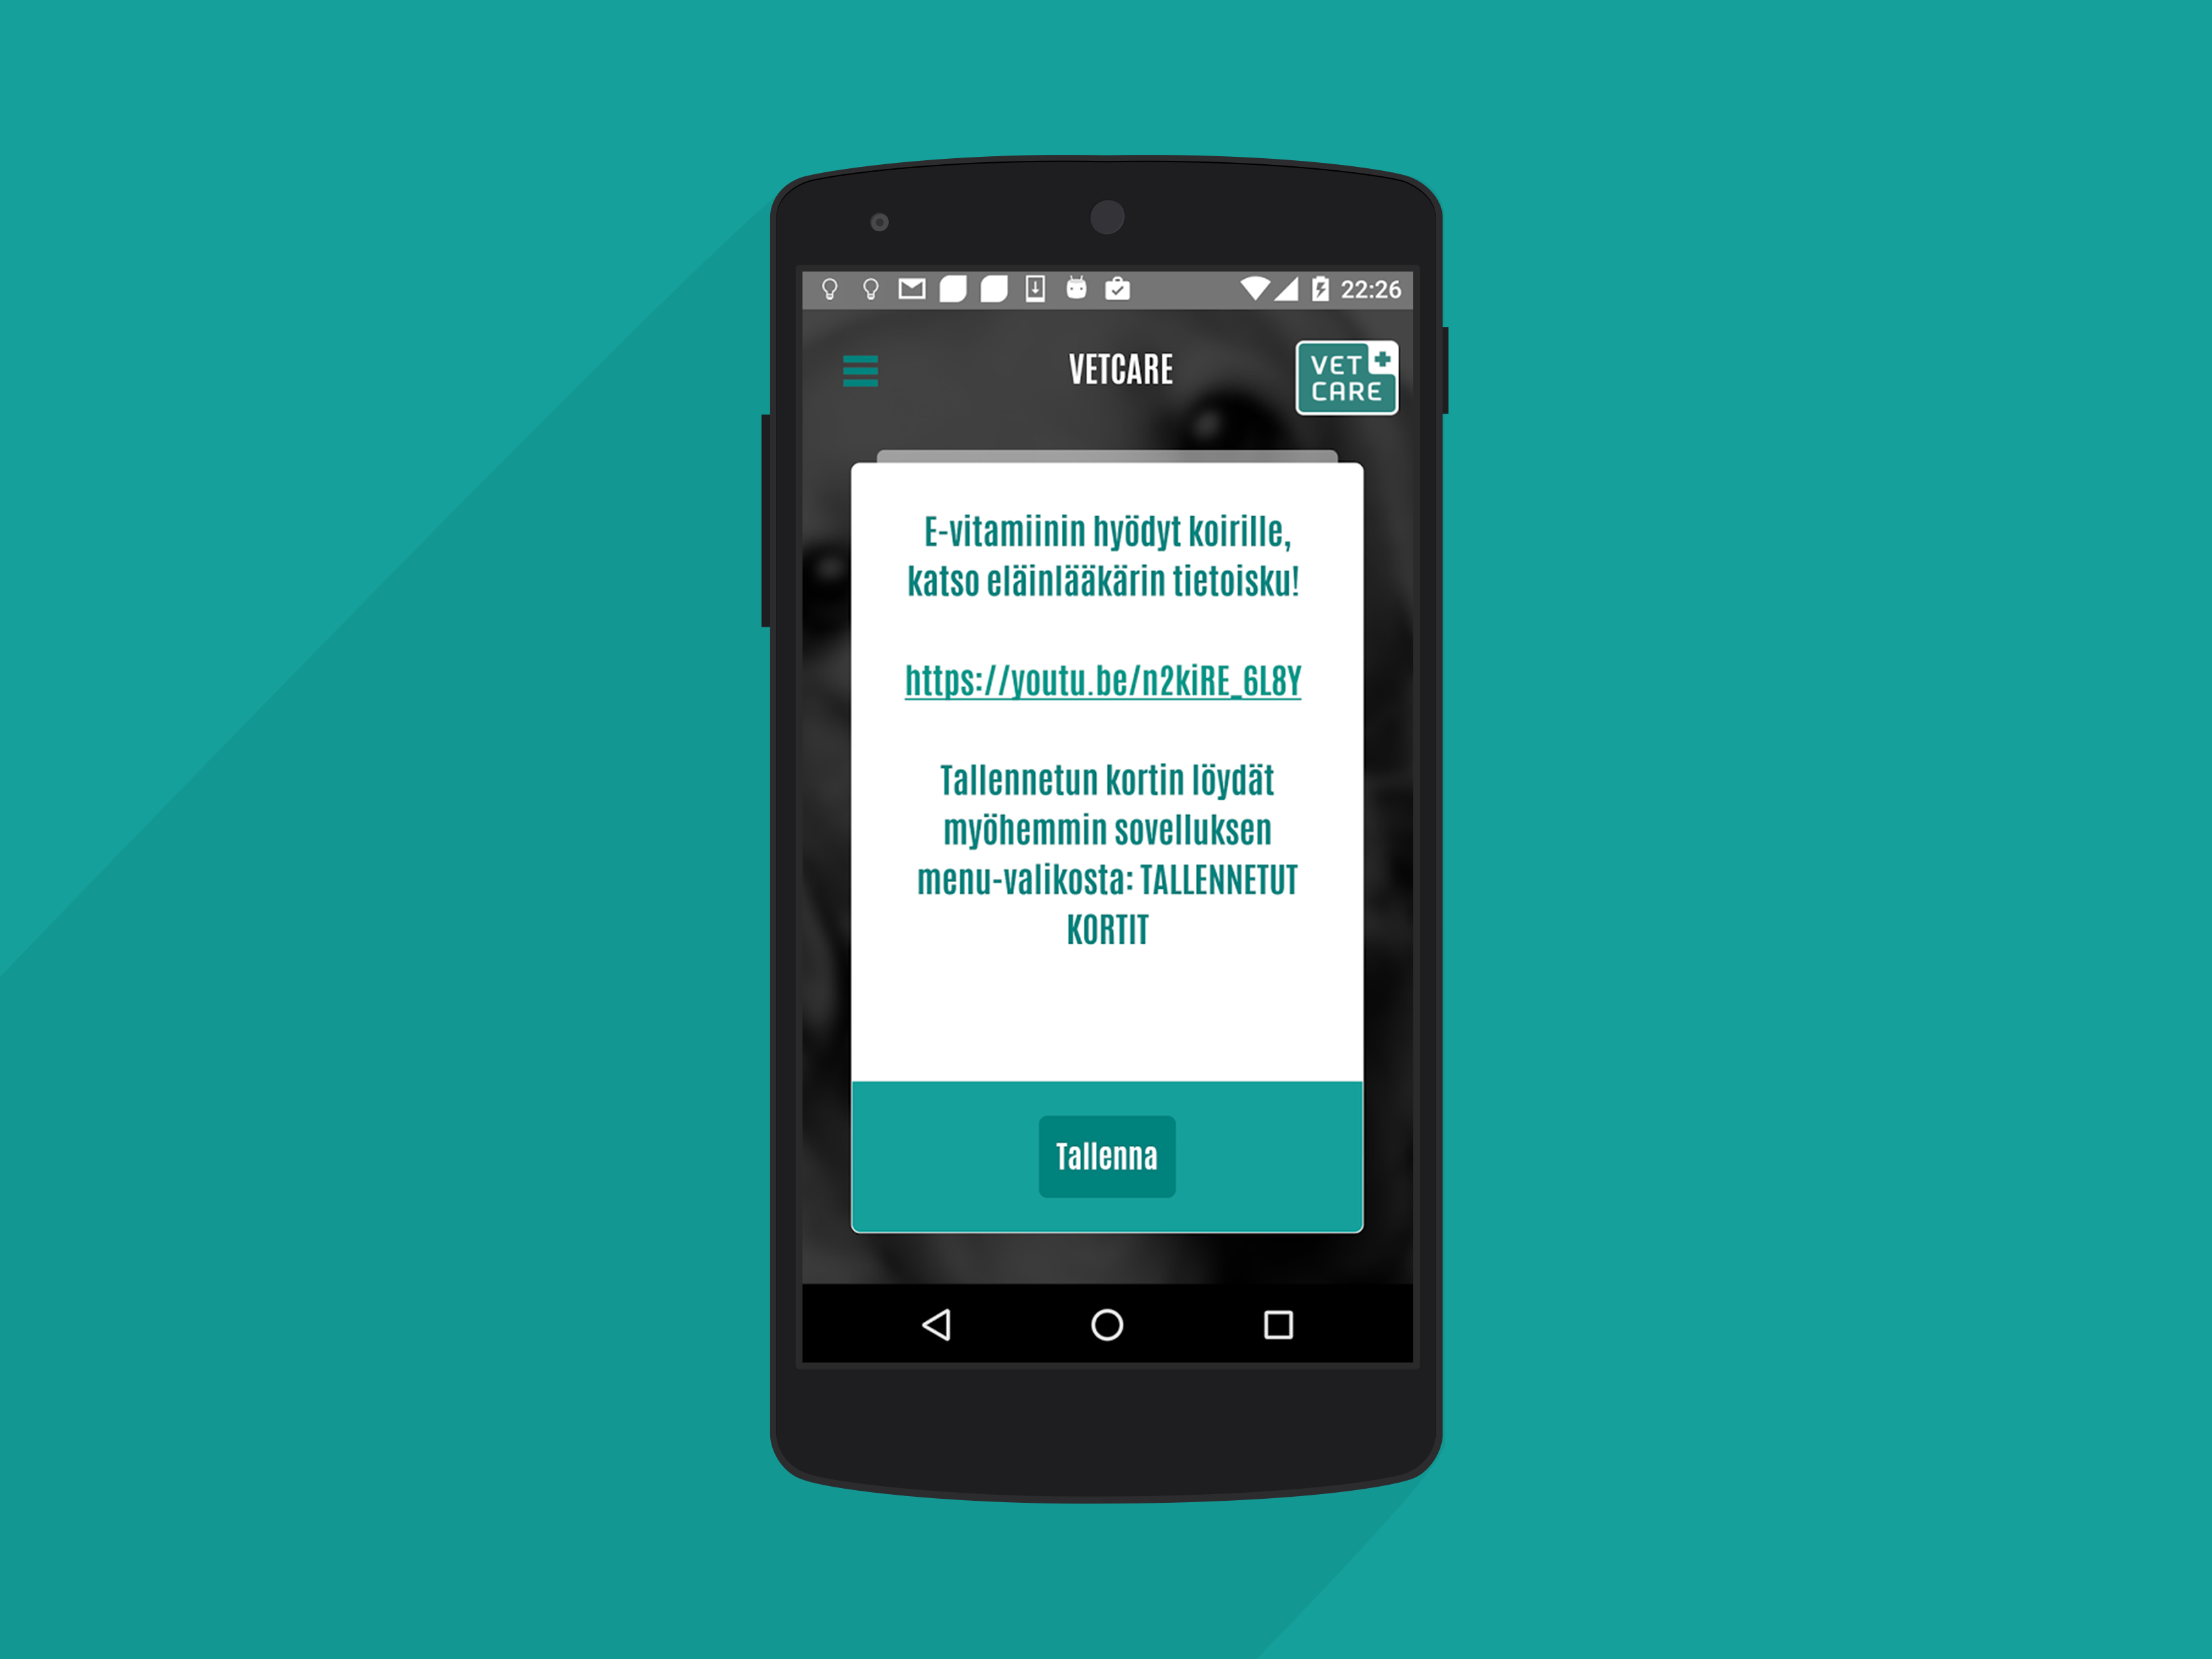 22:26
VETCARE
VET
CARE
E-vitamiinin hyödyt koirille,
katso eläinlääkärin tietoisku!
https://youtu.be/n2kiRE_6L8Y
Tallennetun kortin löydät
myöhemmin sovelluksen
menu-valikosta: TALLENNETUT
KORTIT
Tallenna